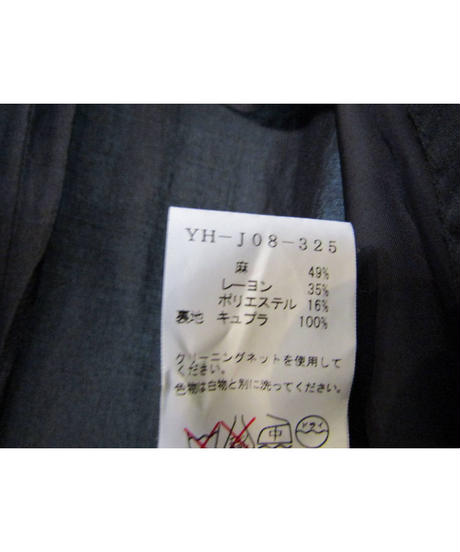 YH-J08-325
麻 49%
レーヨン 35%
ポリエステル 16%
裏地 キュプラ 100%
クリーニングネットを使用して
ください。
色物は白物と別に洗ってください。
中 ドライ